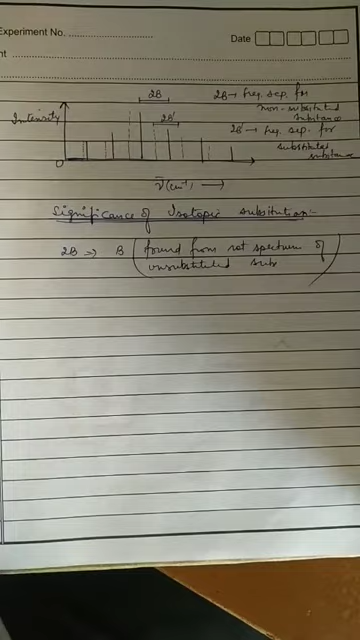 Experiment No.
Date
nt
2B
2B → freq. sep. for
non-substituted
substance
Intensity
2B'
2B' → freq. sep. for
substituted
substance
0
ν̄ (cm⁻¹) →
Significance of Isotopic subsitution:-
2B ⇒ B (found from rot spectrum of
unsubstituted subs)